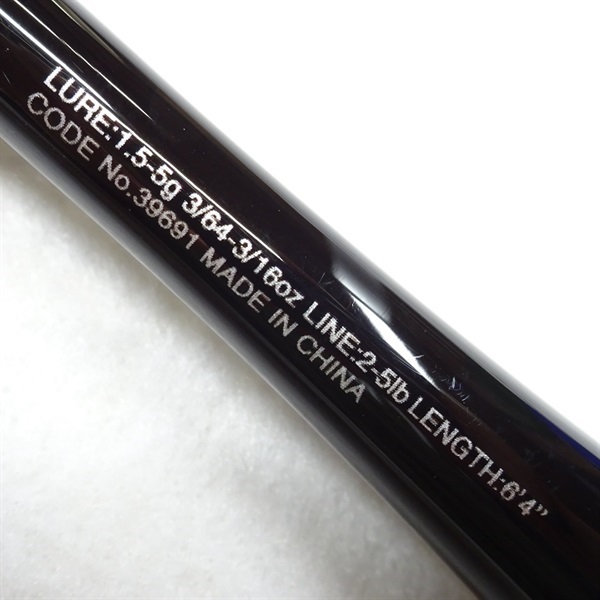 LURE:1.5-5g 3/64-3/16oz LINE:2-5lb LENGTH:6'4"
CODE No.39691 MADE IN CHINA